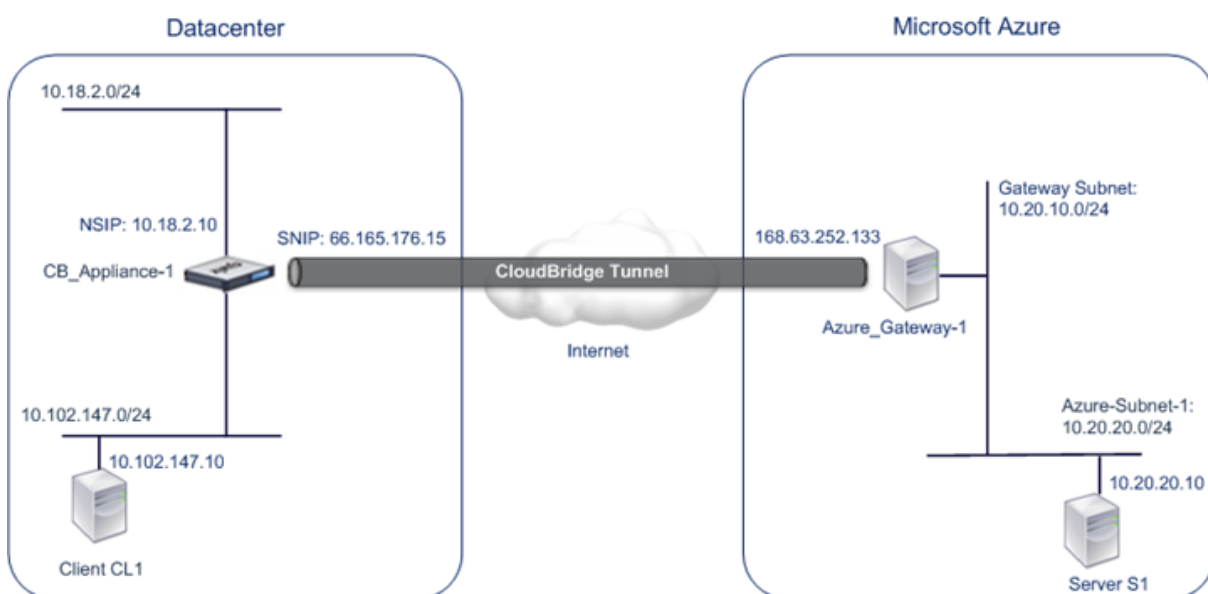 Datacenter
Microsoft Azure
10.18.2.0/24
NSIP: 10.18.2.10
CB_Appliance-1
SNIP: 66.165.176.15
CloudBridge Tunnel
Internet
168.63.252.133
Gateway Subnet:
10.20.10.0/24
Azure_Gateway-1
10.102.147.0/24
10.102.147.10
Client CL1
Azure-Subnet-1:
10.20.20.0/24
10.20.20.10
Server S1